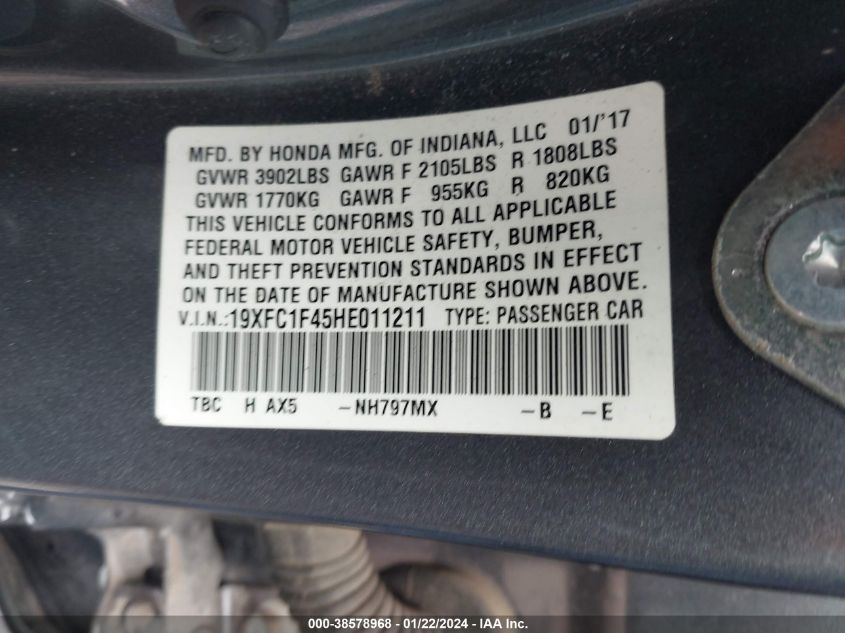 MFD. BY HONDA MFG. OF INDIANA, LLC 01/'17
GVWR 3902LBS GAWR F 2105LBS R 1808LBS
GVWR 1770KG GAWR F 955KG R 820KG
THIS VEHICLE CONFORMS TO ALL APPLICABLE
FEDERAL MOTOR VEHICLE SAFETY, BUMPER,
AND THEFT PREVENTION STANDARDS IN EFFECT
ON THE DATE OF MANUFACTURE SHOWN ABOVE.
V.I.N.:19XFC1F45HE011211 TYPE: PASSENGER CAR
TBC H AX5 -NH797MX -B -E
000-38578968 - 01/22/2024 - IAA Inc.